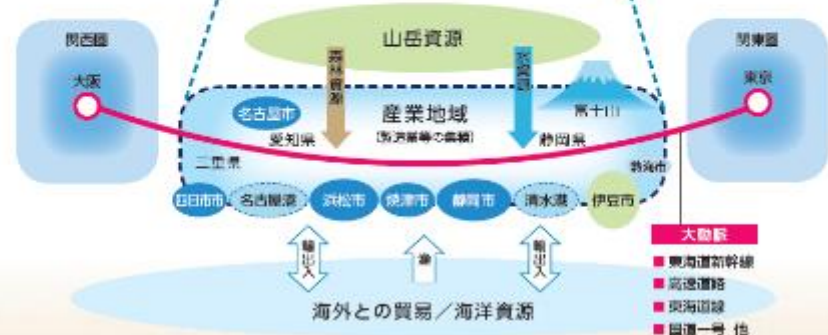 山岳資源
関西圏
大阪
関東圏
東京
森林資源
水資源
富士山
名古屋市
産業地域
(製造業等の集積)
愛知県
静岡県
三重県
熱海市
四日市市
名古屋港
浜松市
焼津市
静岡市
清水港
伊豆市
輸出入
輸出入
海外との貿易/海洋資源
大動脈
■ 東海道新幹線
■ 高速道路
■ 東海道線
■ 国道一号 他